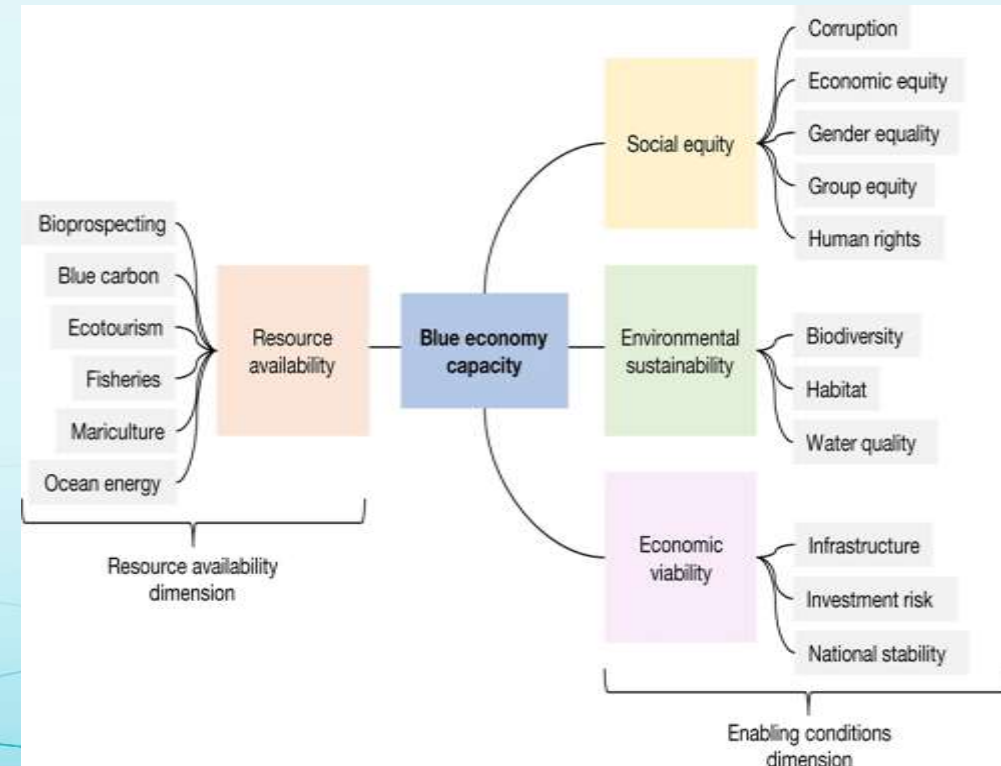 Bioprospecting
Blue carbon
Ecotourism
Fisheries
Mariculture
Ocean energy
Resource availability
dimension
Resource
availability
Blue economy
capacity
Social equity
Corruption
Economic equity
Gender equality
Group equity
Human rights
Environmental
sustainability
Biodiversity
Habitat
Water quality
Economic
viability
Infrastructure
Investment risk
National stability
Enabling conditions
dimension